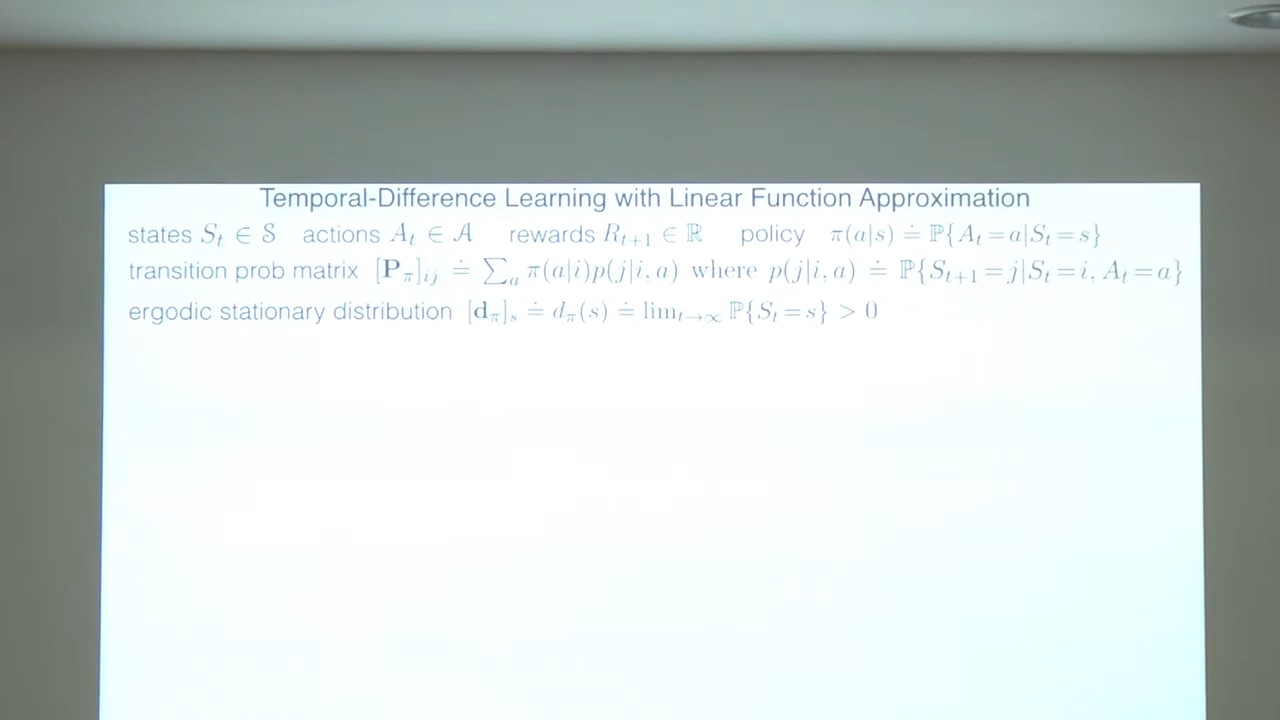 Temporal-Difference Learning with Linear Function Approximation
states S_t ∈ 𝒮 actions A_t ∈ 𝒜 rewards R_{t+1} ∈ ℝ policy π(a|s) ≐ ℙ{A_t = a|S_t = s}
transition prob matrix [𝐏_π]_{ij} ≐ ∑_a π(a|i)p(j|i, a) where p(j|i, a) ≐ ℙ{S_{t+1} = j|S_t = i, A_t = a}
ergodic stationary distribution [𝐝_π]_s ≐ d_π(s) ≐ lim_{t→∞} ℙ{S_t = s} > 0